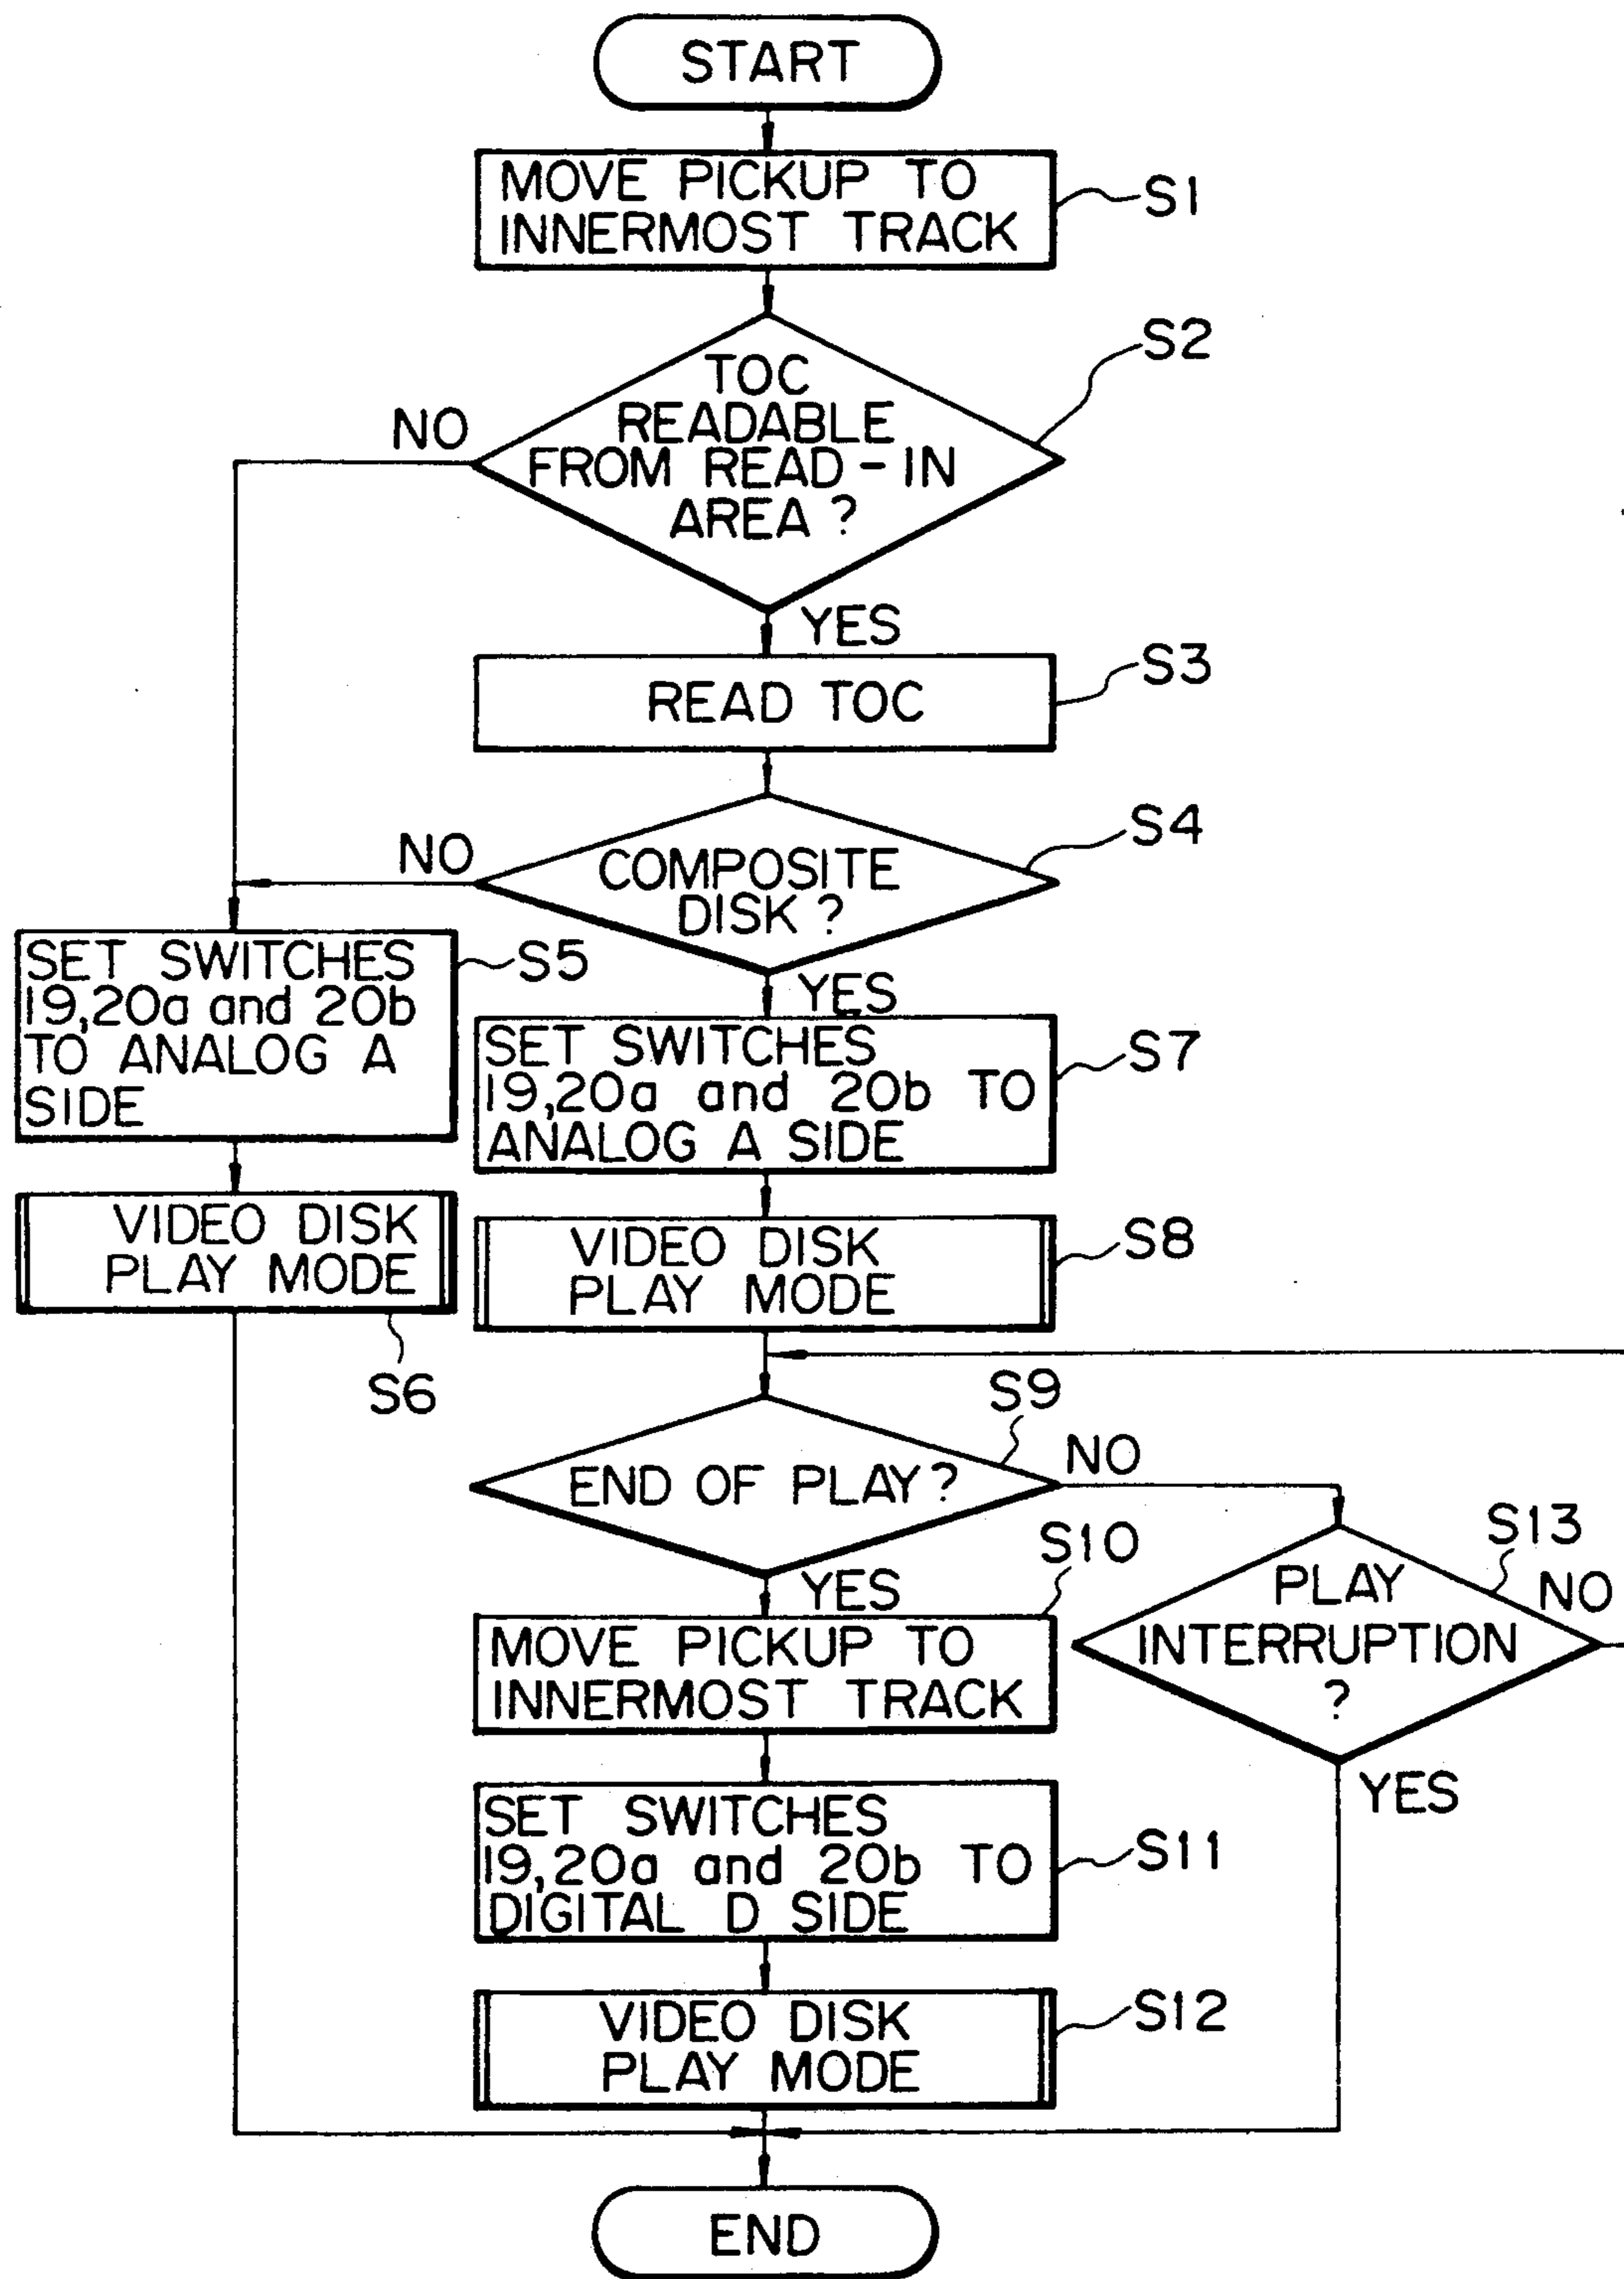 START
MOVE PICKUP TO
INNERMOST TRACK
S1
TOC
READABLE
FROM READ-IN
AREA?
S2
NO
YES
READ TOC
S3
COMPOSITE
DISK?
S4
NO
YES
SET SWITCHES
19,20a and 20b
TO ANALOG A
SIDE
S5
VIDEO DISK
PLAY MODE
S6
SET SWITCHES
19,20a and 20b TO
ANALOG A SIDE
S7
VIDEO DISK
PLAY MODE
S8
END OF PLAY?
S9
NO
YES
PLAY
INTERRUPTION
?
S13
NO
YES
MOVE PICKUP TO
INNERMOST TRACK
S10
SET SWITCHES
19,20a and 20b TO
DIGITAL D SIDE
S11
VIDEO DISK
PLAY MODE
S12
END